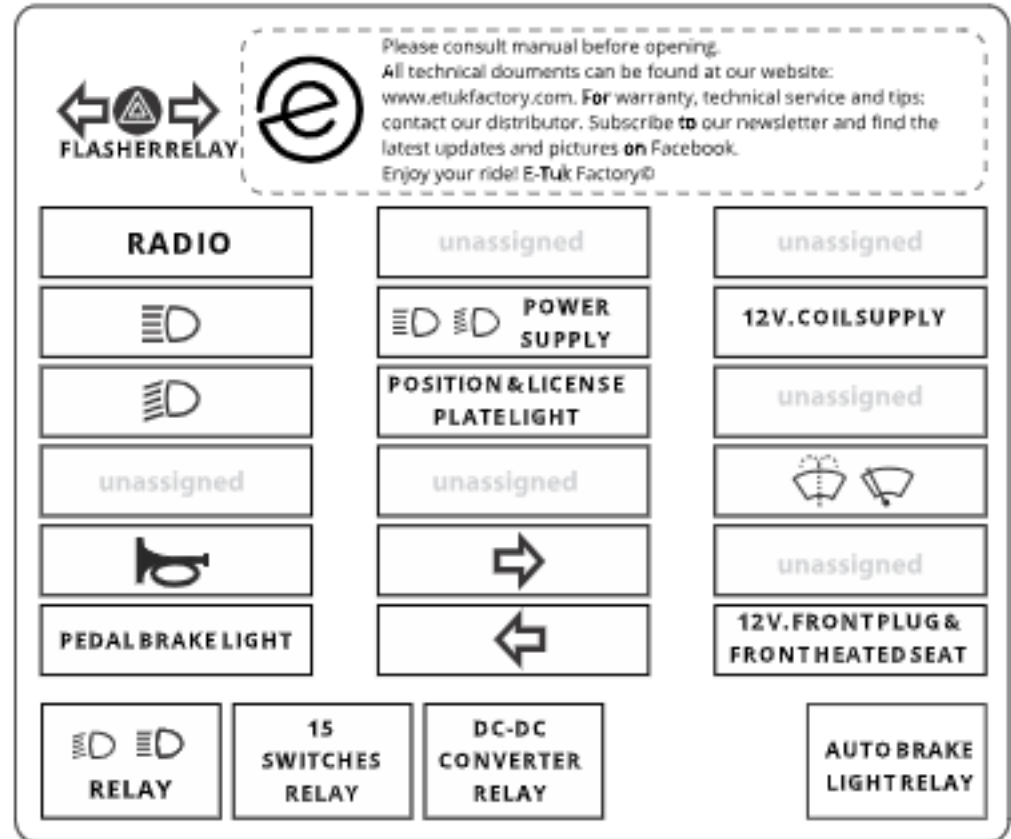 Please consult manual before opening.
All technical douments can be found at our website:
www.etukfactory.com. For warranty, technical service and tips:
contact our distributor. Subscribe to our newsletter and find the
latest updates and pictures on Facebook.
Enjoy your ride! E-Tuk Factory©
FLASHERRELAY
RADIO
unassigned
unassigned
POWER
SUPPLY
12V.COILSUPPLY
POSITION&LICENSE
PLATELIGHT
unassigned
unassigned
unassigned
unassigned
PEDALBRAKELIGHT
12V.FRONTPLUG&
FRONTHEATEDSEAT
RELAY
15
SWITCHES
RELAY
DC-DC
CONVERTER
RELAY
AUTOBRAKE
LIGHTRELAY